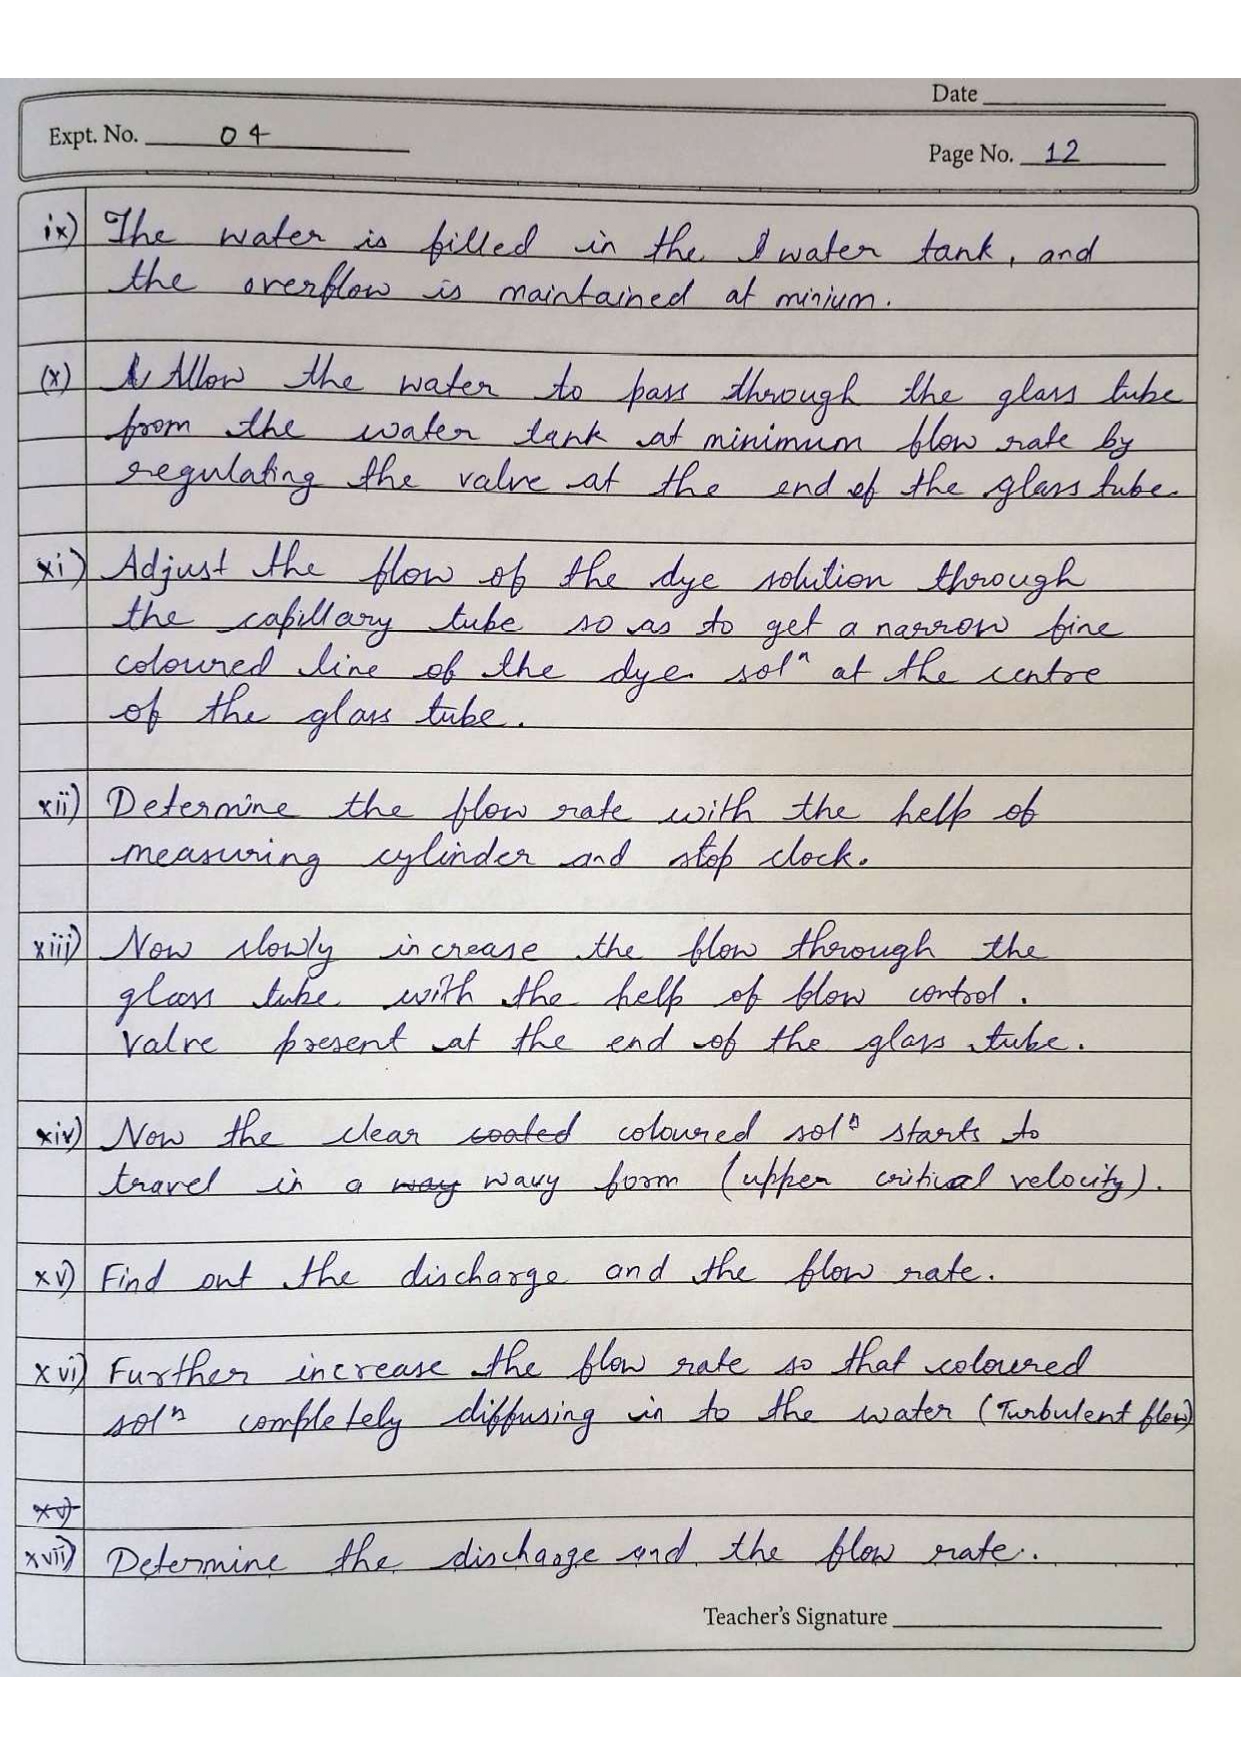 Date
Expt. No. 04
Page No. 12
ix) The water is filled in the water tank, and
the overflow is maintained at minium.
(x) Allow the water to pass through the glass tube
from the water tank at minimum flow rate by
regulating the valve at the end of the glass tube.
xi) Adjust the flow of the dye solution through
the capillary tube so as to get a narrow fine
coloured line of the dye solⁿ at the centre
of the glass tube.
xii) Determine the flow rate with the help of
measuring cylinder and stop clock.
xiii) Now slowly increase the flow through the
glass tube with the help of flow control.
valve present at the end of the glass tube.
xiv) Now the clear coated coloured solⁿ starts to
travel in a way wavy form (upper critical velocity).
xv) Find out the discharge and the flow rate.
xvi) Further increase the flow rate so that coloured
solⁿ completely diffusing in to the water (Turbulent flow)
xv)
xvii) Determine the discharge and the flow rate.
Teacher's Signature